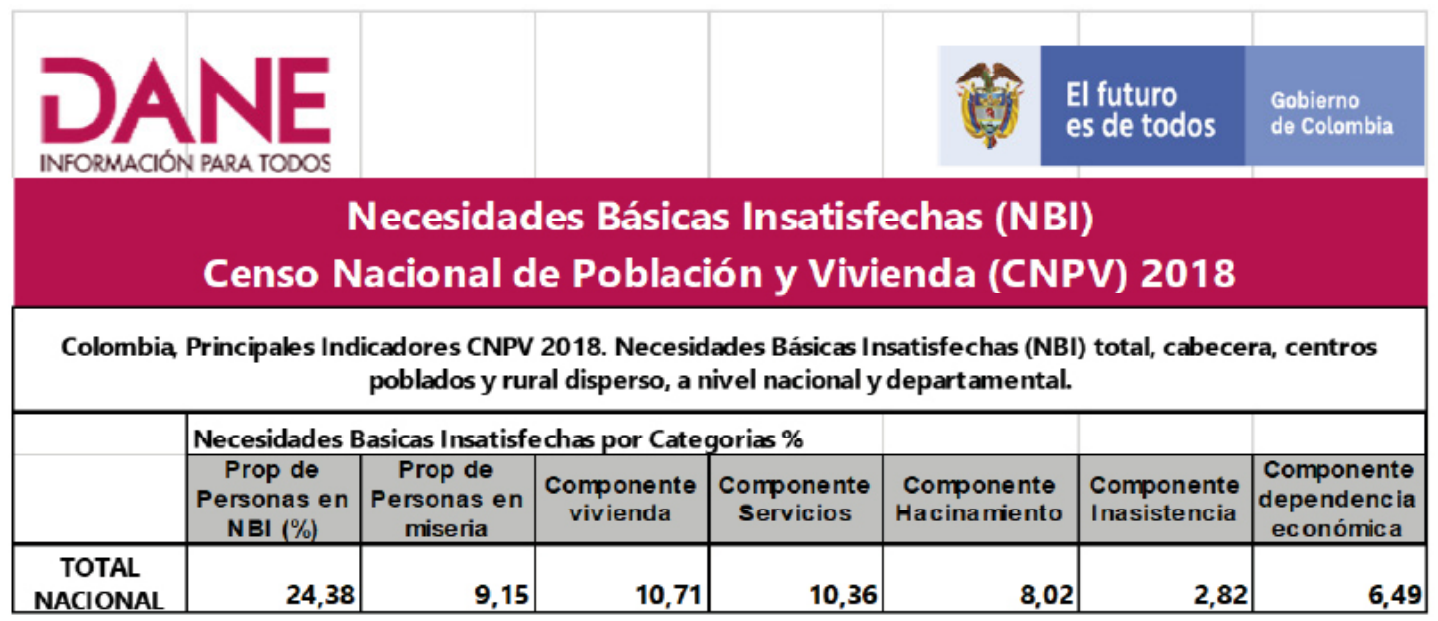 DANE
INFORMACIÓN PARA TODOS
El futuro
es de todos
Gobierno
de Colombia
Necesidades Básicas Insatisfechas (NBI)
Censo Nacional de Población y Vivienda (CNPV) 2018
Colombia, Principales Indicadores CNPV 2018. Necesidades Básicas Insatisfechas (NBI) total, cabecera, centros
poblados y rural disperso, a nivel nacional y departamental.
Necesidades Basicas Insatisfechas por Categorias %
Prop de
Personas en
NBI (%)
Prop de
Personas en
miseria
Componente
vivienda
Componente
Servicios
Componente
Hacinamiento
Componente
Inasistencia
Componente
dependencia
económica
TOTAL
NACIONAL
24,38
9,15
10,71
10,36
8,02
2,82
6,49